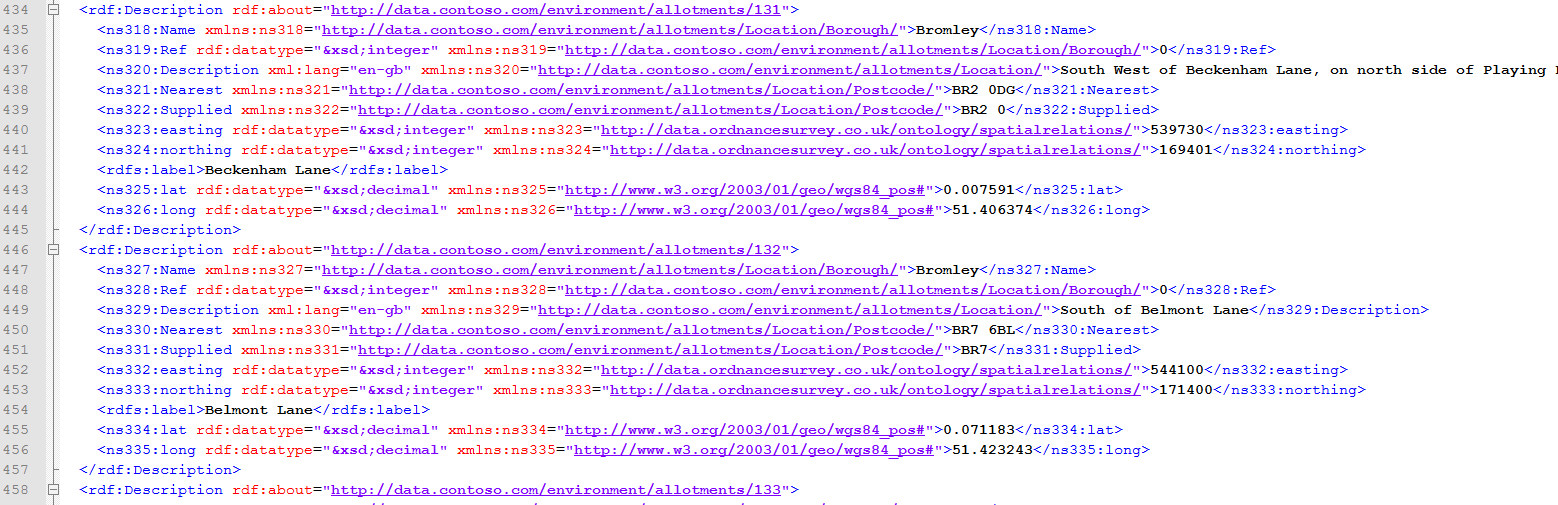 434 <rdf:Description rdf:about="http://data.contoso.com/environment/allotments/131">
435 <ns318:Name xmlns:ns318="http://data.contoso.com/environment/allotments/Location/Borough/">Bromley</ns318:Name>
436 <ns319:Ref rdf:datatype="&xsd;integer" xmlns:ns319="http://data.contoso.com/environment/allotments/Location/Borough/">0</ns319:Ref>
437 <ns320:Description xml:lang="en-gb" xmlns:ns320="http://data.contoso.com/environment/allotments/Location/">South West of Beckenham Lane, on north side of Playing
438 <ns321:Nearest xmlns:ns321="http://data.contoso.com/environment/allotments/Location/Postcode/">BR2 0DG</ns321:Nearest>
439 <ns322:Supplied xmlns:ns322="http://data.contoso.com/environment/allotments/Location/Postcode/">BR2 0</ns322:Supplied>
440 <ns323:easting rdf:datatype="&xsd;integer" xmlns:ns323="http://data.ordnancesurvey.co.uk/ontology/spatialrelations/">539730</ns323:easting>
441 <ns324:northing rdf:datatype="&xsd;integer" xmlns:ns324="http://data.ordnancesurvey.co.uk/ontology/spatialrelations/">169401</ns324:northing>
442 <rdfs:label>Beckenham Lane</rdfs:label>
443 <ns325:lat rdf:datatype="&xsd;decimal" xmlns:ns325="http://www.w3.org/2003/01/geo/wgs84_pos#">0.007591</ns325:lat>
444 <ns326:long rdf:datatype="&xsd;decimal" xmlns:ns326="http://www.w3.org/2003/01/geo/wgs84_pos#">51.406374</ns326:long>
445 </rdf:Description>
446 <rdf:Description rdf:about="http://data.contoso.com/environment/allotments/132">
447 <ns327:Name xmlns:ns327="http://data.contoso.com/environment/allotments/Location/Borough/">Bromley</ns327:Name>
448 <ns328:Ref rdf:datatype="&xsd;integer" xmlns:ns328="http://data.contoso.com/environment/allotments/Location/Borough/">0</ns328:Ref>
449 <ns329:Description xml:lang="en-gb" xmlns:ns329="http://data.contoso.com/environment/allotments/Location/">South of Belmont Lane</ns329:Description>
450 <ns330:Nearest xmlns:ns330="http://data.contoso.com/environment/allotments/Location/Postcode/">BR7 6BL</ns330:Nearest>
451 <ns331:Supplied xmlns:ns331="http://data.contoso.com/environment/allotments/Location/Postcode/">BR7</ns331:Supplied>
452 <ns332:easting rdf:datatype="&xsd;integer" xmlns:ns332="http://data.ordnancesurvey.co.uk/ontology/spatialrelations/">544100</ns332:easting>
453 <ns333:northing rdf:datatype="&xsd;integer" xmlns:ns333="http://data.ordnancesurvey.co.uk/ontology/spatialrelations/">171400</ns333:northing>
454 <rdfs:label>Belmont Lane</rdfs:label>
455 <ns334:lat rdf:datatype="&xsd;decimal" xmlns:ns334="http://www.w3.org/2003/01/geo/wgs84_pos#">0.071183</ns334:lat>
456 <ns335:long rdf:datatype="&xsd;decimal" xmlns:ns335="http://www.w3.org/2003/01/geo/wgs84_pos#">51.423243</ns335:long>
457 </rdf:Description>
458 <rdf:Description rdf:about="http://data.contoso.com/environment/allotments/133">